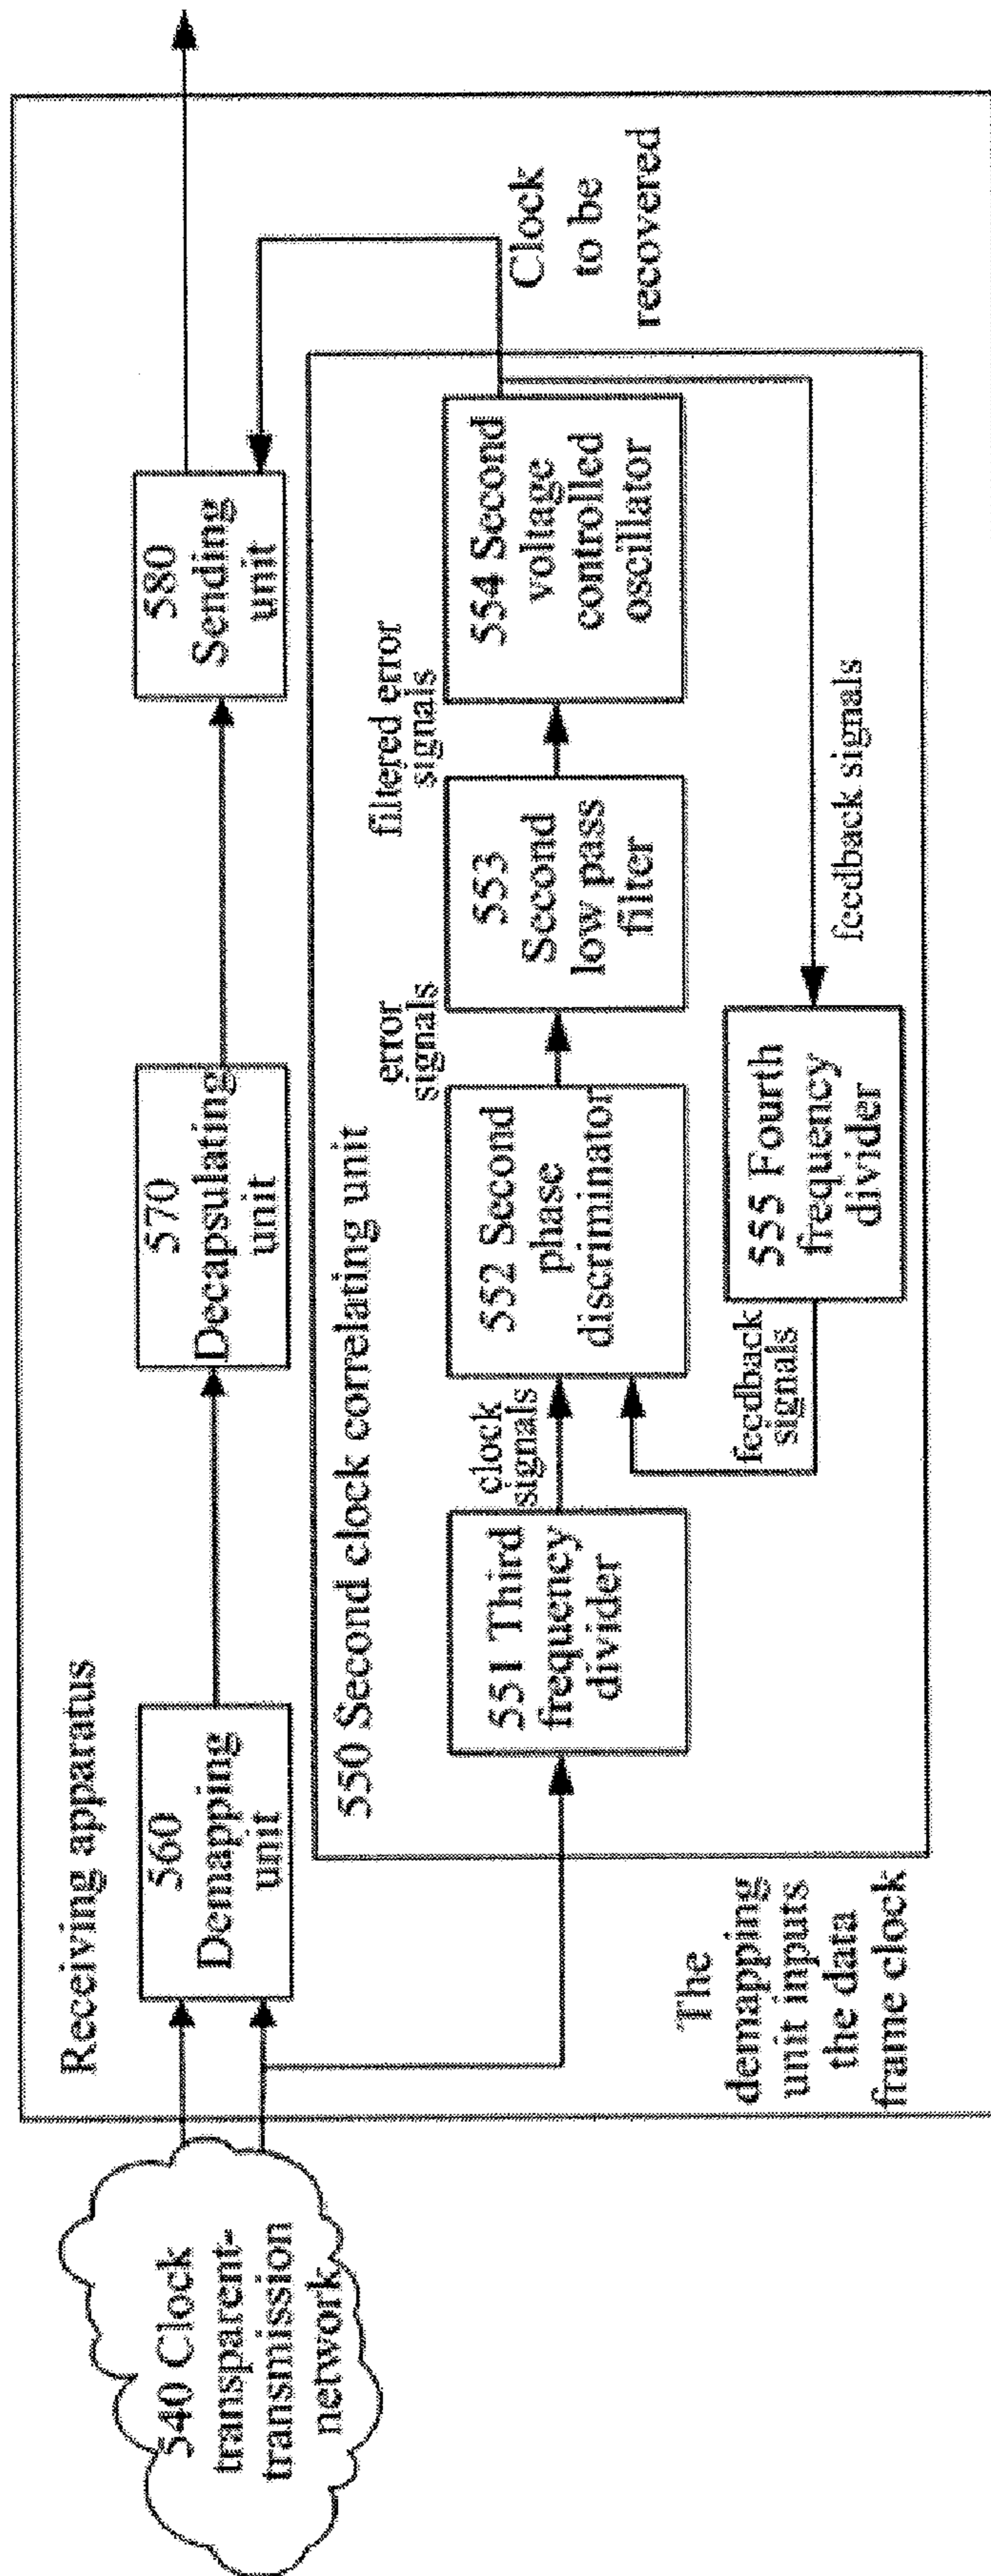 Receiving apparatus
540 Clock
transparent-
transmission
network
560
Demapping
unit
570
Decapsulating
unit
580
Sending
unit
550 Second clock correlating unit
551 Third
frequency
divider
clock
signals
552 Second
phase
discriminator
error
signals
553
Second
low pass
filter
filtered error
signals
554 Second
voltage
controlled
oscillator
Clock
to be
recovered
feedback signals
555 Fourth
frequency
divider
feedback
signals
The
demapping
unit inputs
the data
frame clock